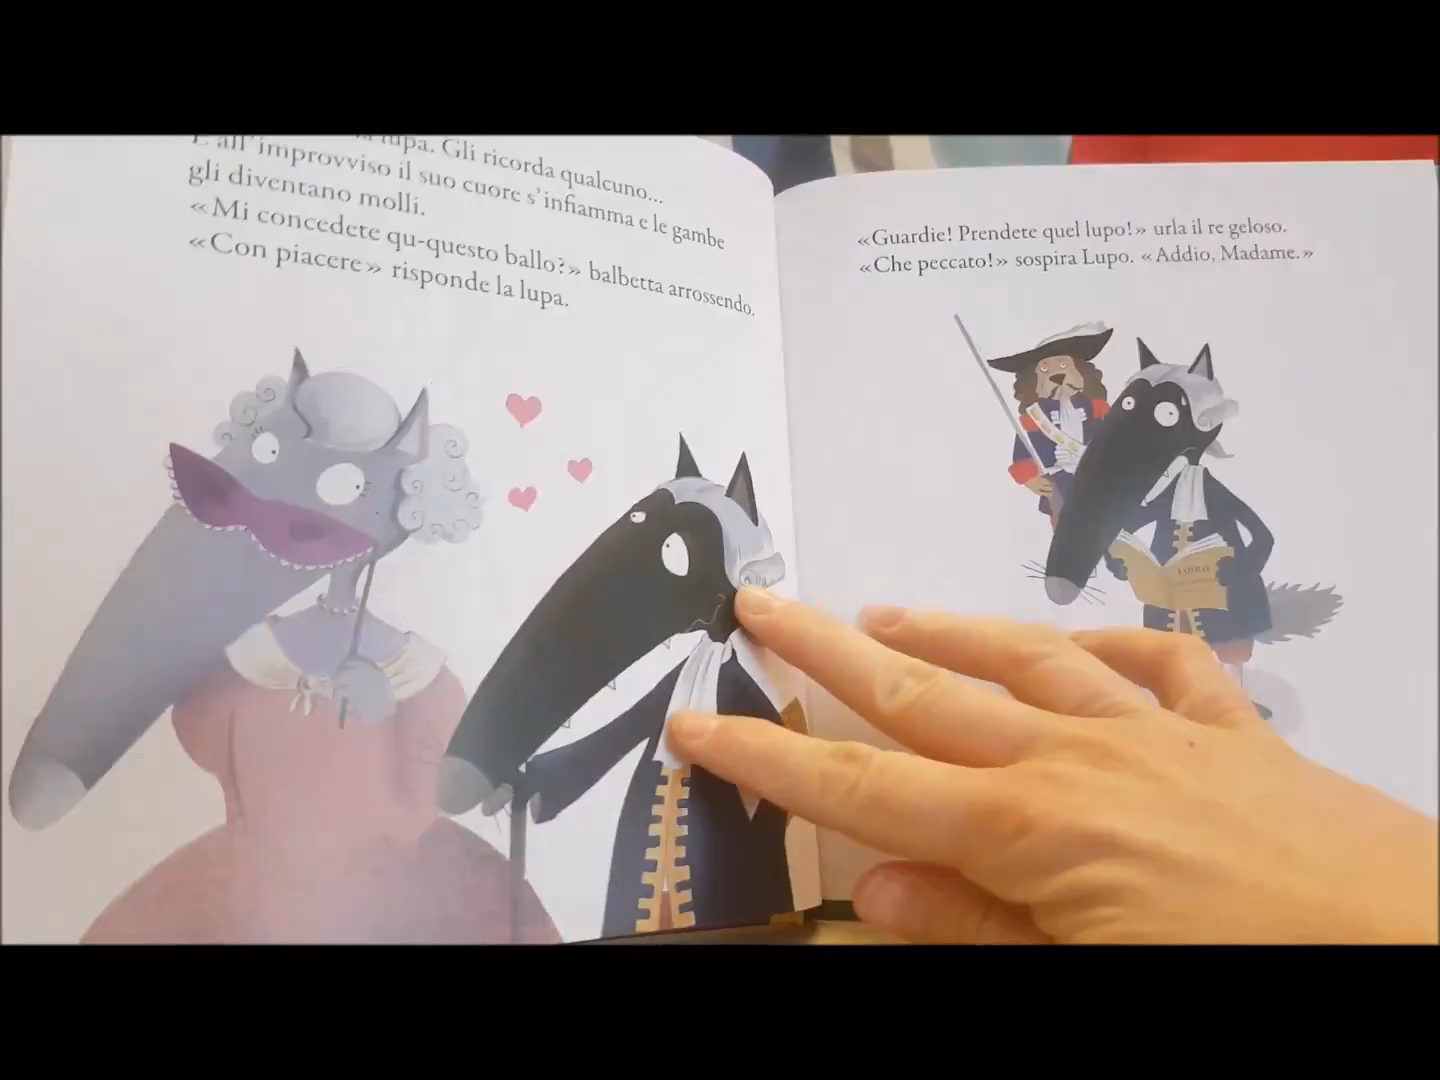 lupa. Gli ricorda qualcuno...
E all'improvviso il suo cuore s'infiamma e le gambe
gli diventano molli.
«Mi concedete qu-questo ballo?» balbetta arrossendo.
«Con piacere» risponde la lupa.
«Guardie! Prendete quel lupo!» urla il re geloso.
«Che peccato!» sospira Lupo. «Addio, Madame.»